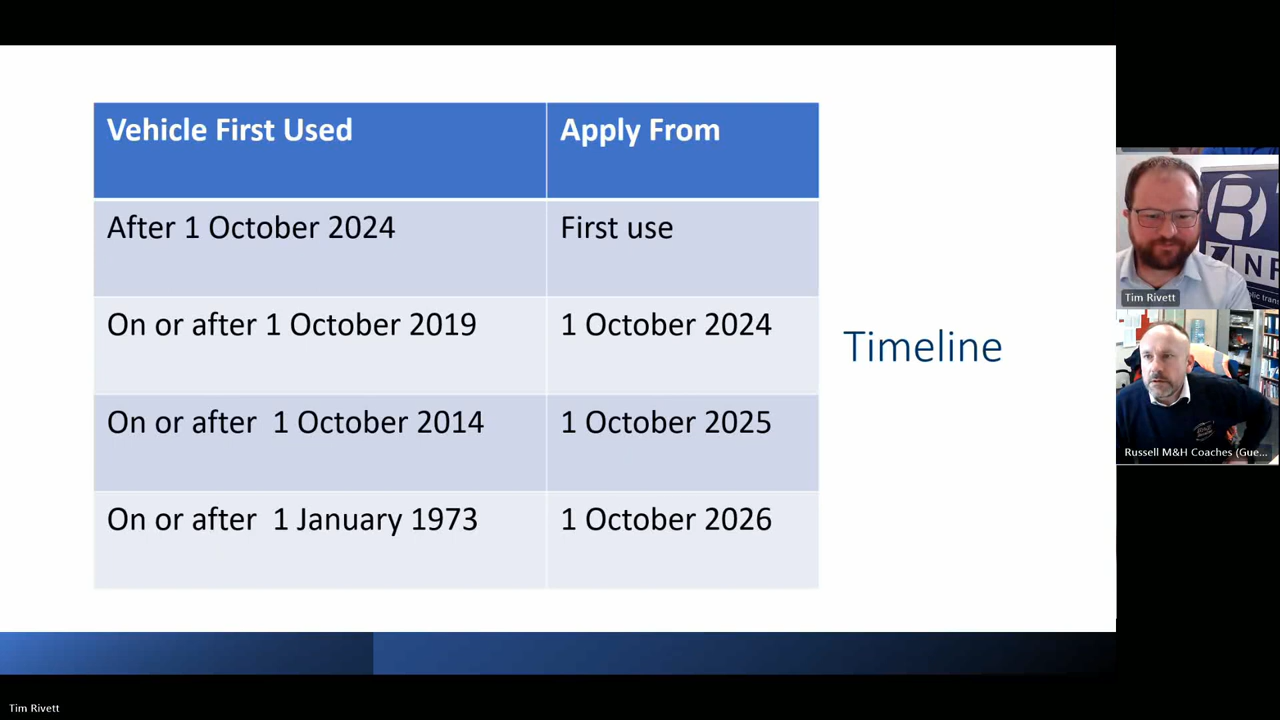 Vehicle First Used
Apply From
After 1 October 2024
First use
On or after 1 October 2019
1 October 2024
On or after 1 October 2014
1 October 2025
On or after 1 January 1973
1 October 2026
Timeline
Tim Rivett
Russell M&H Coaches (Gue...
Tim Rivett